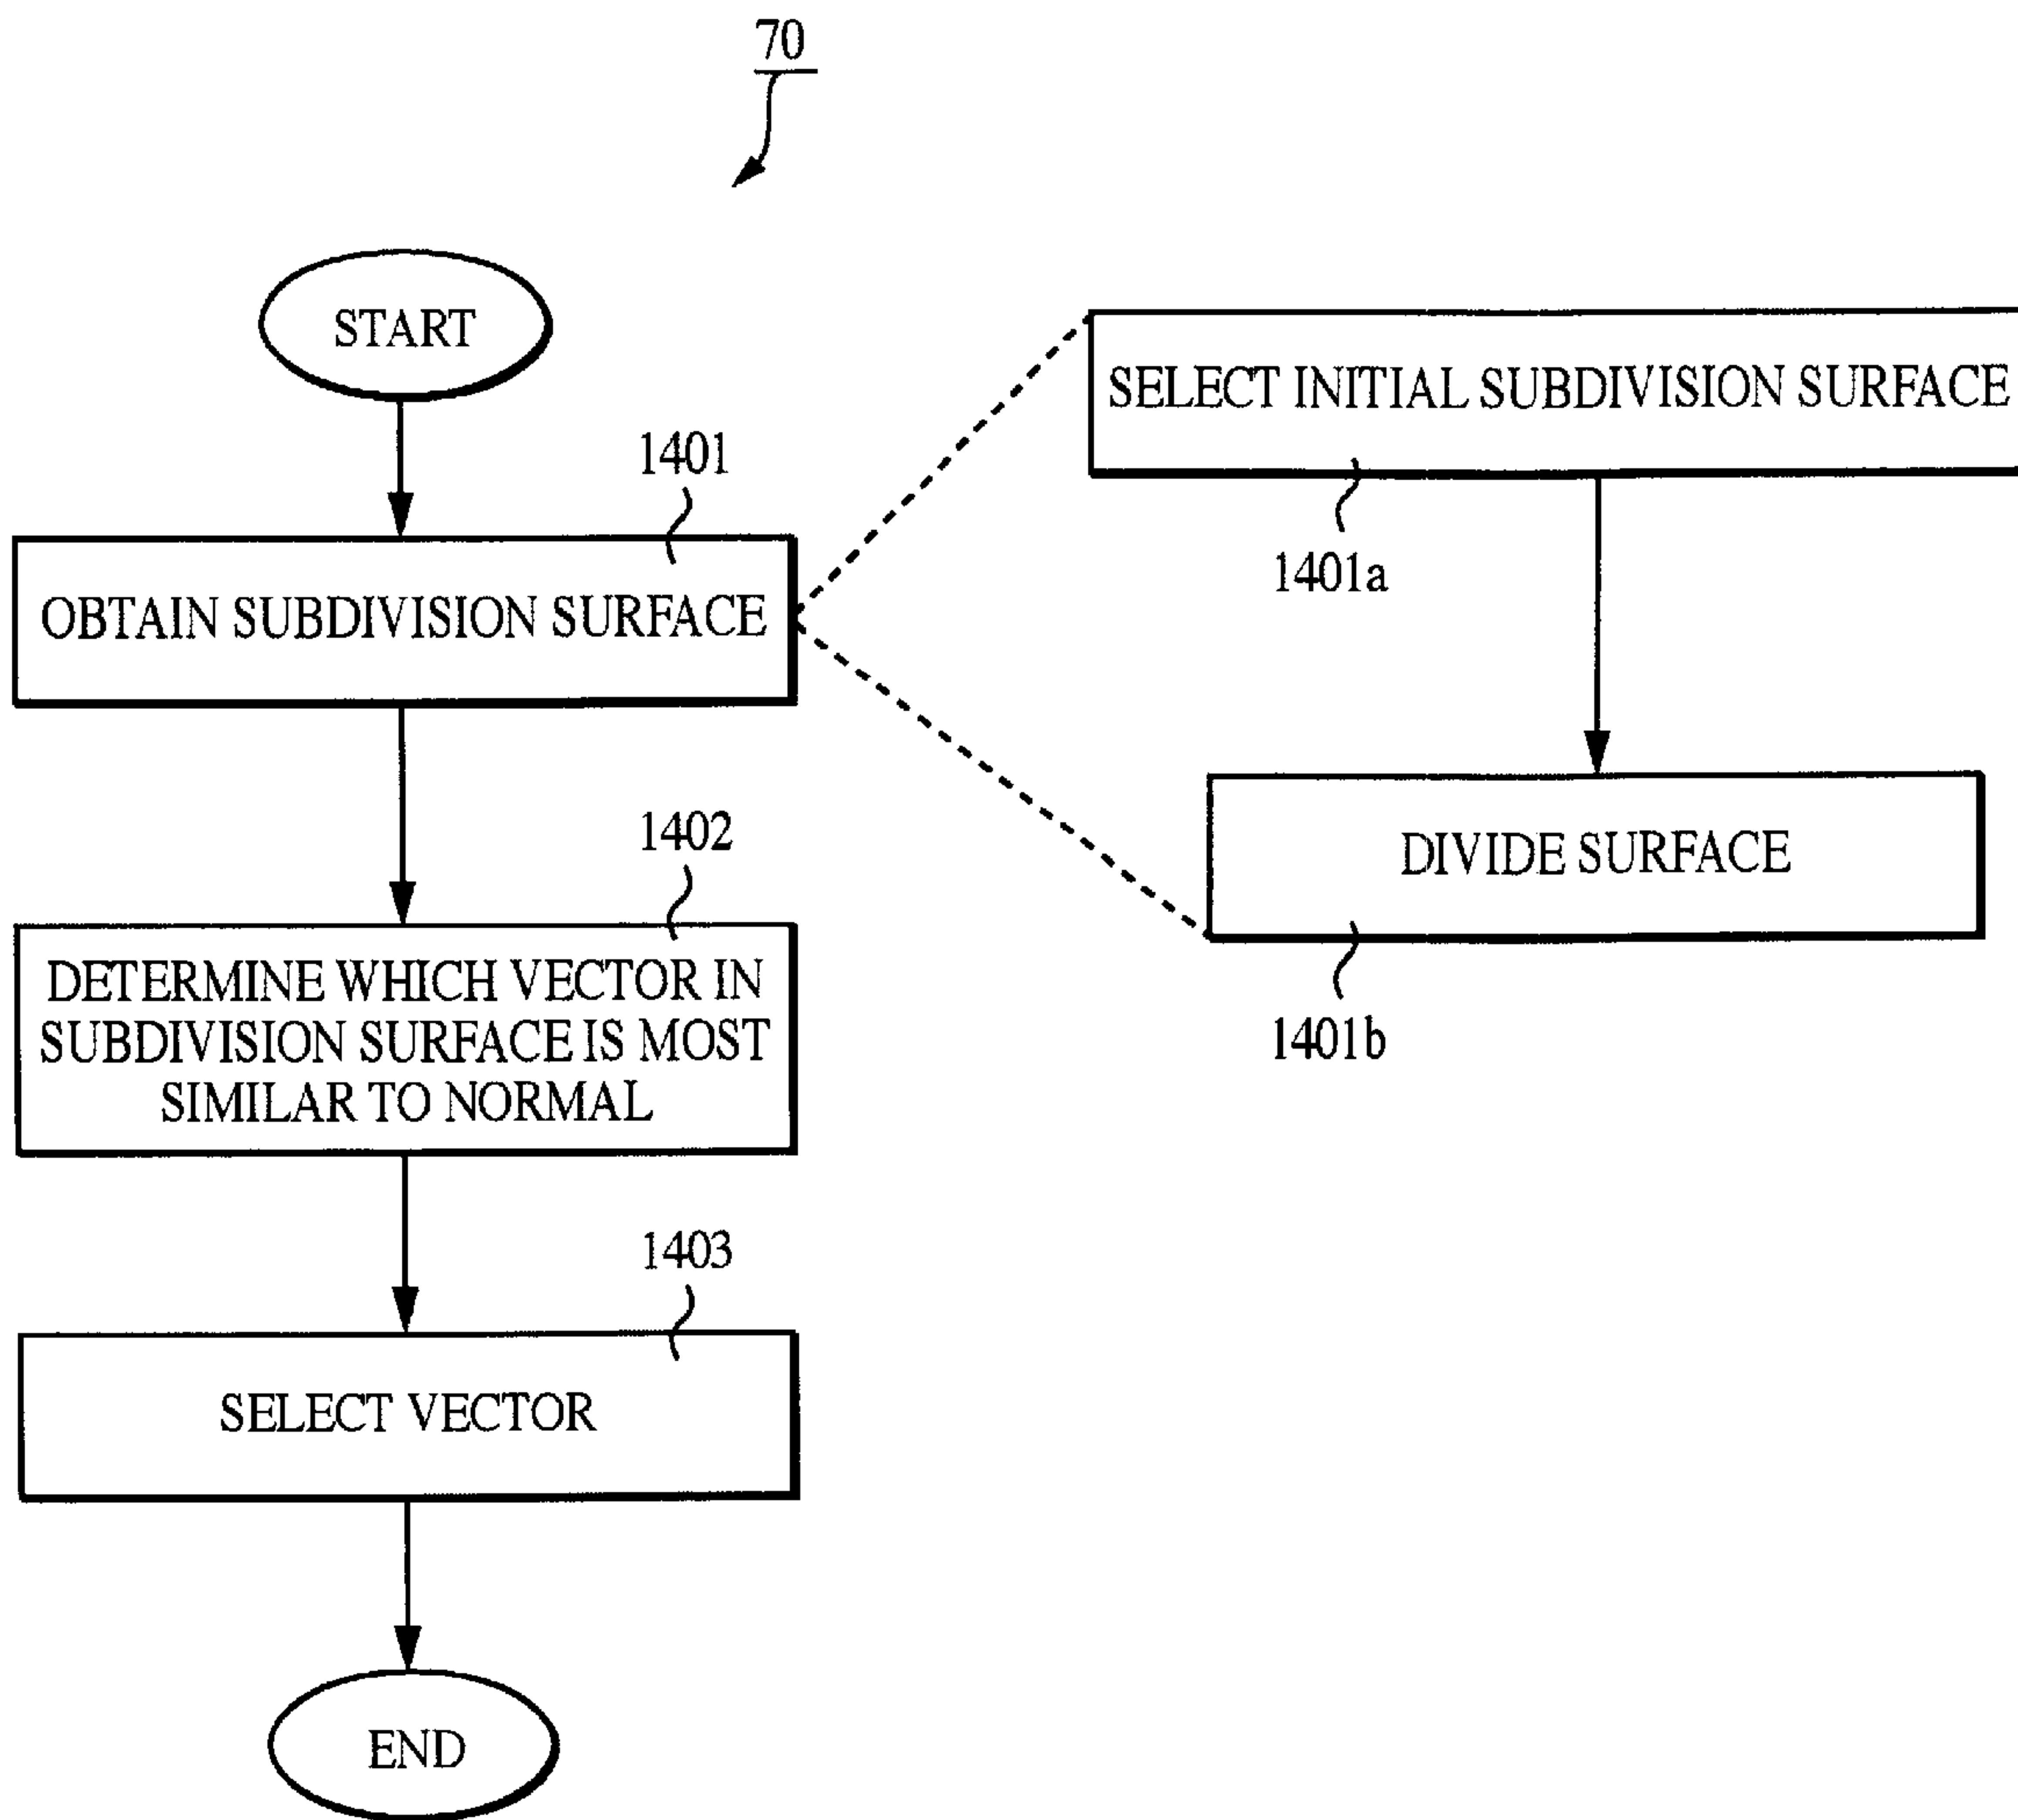 70
START
1401
OBTAIN SUBDIVISION SURFACE
1402
DETERMINE WHICH VECTOR IN
SUBDIVISION SURFACE IS MOST
SIMILAR TO NORMAL
1403
SELECT VECTOR
END
SELECT INITIAL SUBDIVISION SURFACE
1401a
DIVIDE SURFACE
1401b